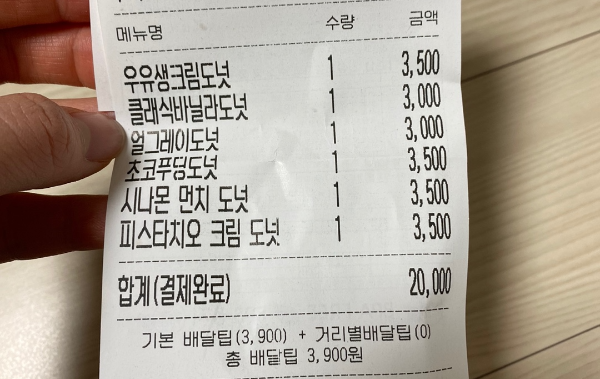 메뉴명 수량 금액
우유생크림도넛 1 3,500
클래식바닐라도넛 1 3,000
얼그레이도넛 1 3,000
초코푸딩도넛 1 3,500
시나몬 먼치 도넛 1 3,500
피스타치오 크림 도넛 1 3,500
합계(결제완료) 20,000
기본 배달팁(3,900) + 거리별배달팁(0)
총 배달팁 3,900원